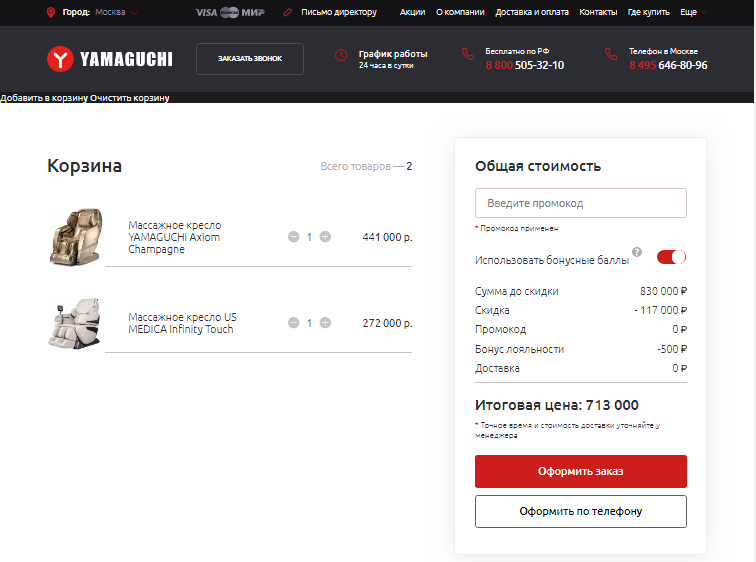 Город: Москва VISA МИР Письмо директору Акции О компании Доставка и оплата Контакты Где купить Еще
YAMAGUCHI ЗАКАЗАТЬ ЗВОНОК
График работы
24 часа в сутки
Бесплатно по РФ
8 800 505-32-10
Телефон в Москве
8 495 646-80-96
Добавить в корзину Очистить корзину
Корзина Всего товаров — 2
Массажное кресло
YAMAGUCHI Axiom
Champagne
1 441 000 р.
Массажное кресло US
MEDICA Infinity Touch
1 272 000 р.
Общая стоимость
Введите промокод
* Промокод применен
Использовать бонусные баллы ?
Сумма до скидки 830 000 ₽
Скидка - 117 000 ₽
Промокод 0 ₽
Бонус лояльности -500 ₽
Доставка 0 ₽
Итоговая цена: 713 000
* Точное время и стоимость доставки уточняйте у
менеджера
Оформить заказ
Оформить по телефону